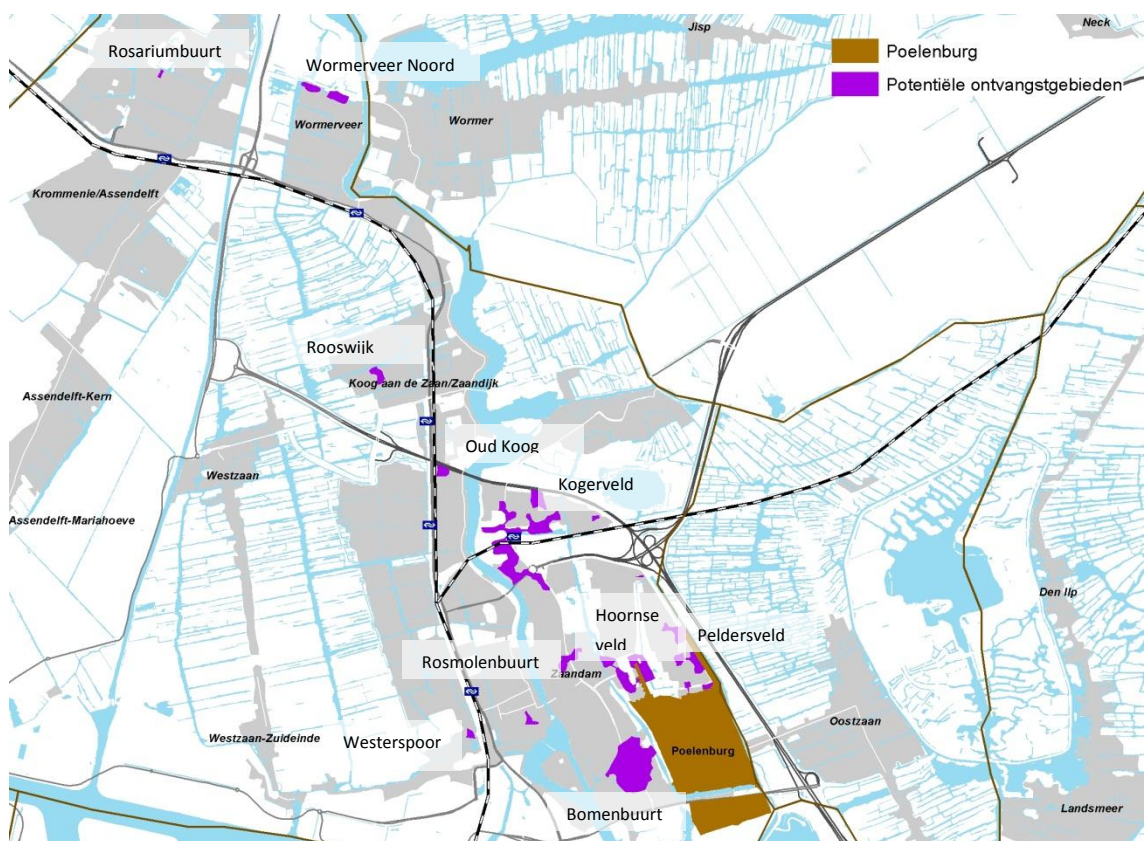 Neck
Jisp
Rosariumbuurt
Poelenburg
Wormerveer Noord
Potentiële ontvangstgebieden
Wormerveer
Wormer
Krommenie/Assendelft
Rooswijk
Koog aan de Zaan/Zaandijk
Assendelft-Kern
Oud Koog
Westzaan
Kogerveld
Assendelft-Mariahoeve
Den Ilp
Hoornse
veld
Peldersveld
Rosmolenbuurt
Zaandam
Oostzaan
Westzaan-Zuideinde
Westerspoor
Poelenburg
Landsmeer
Bomenbuurt